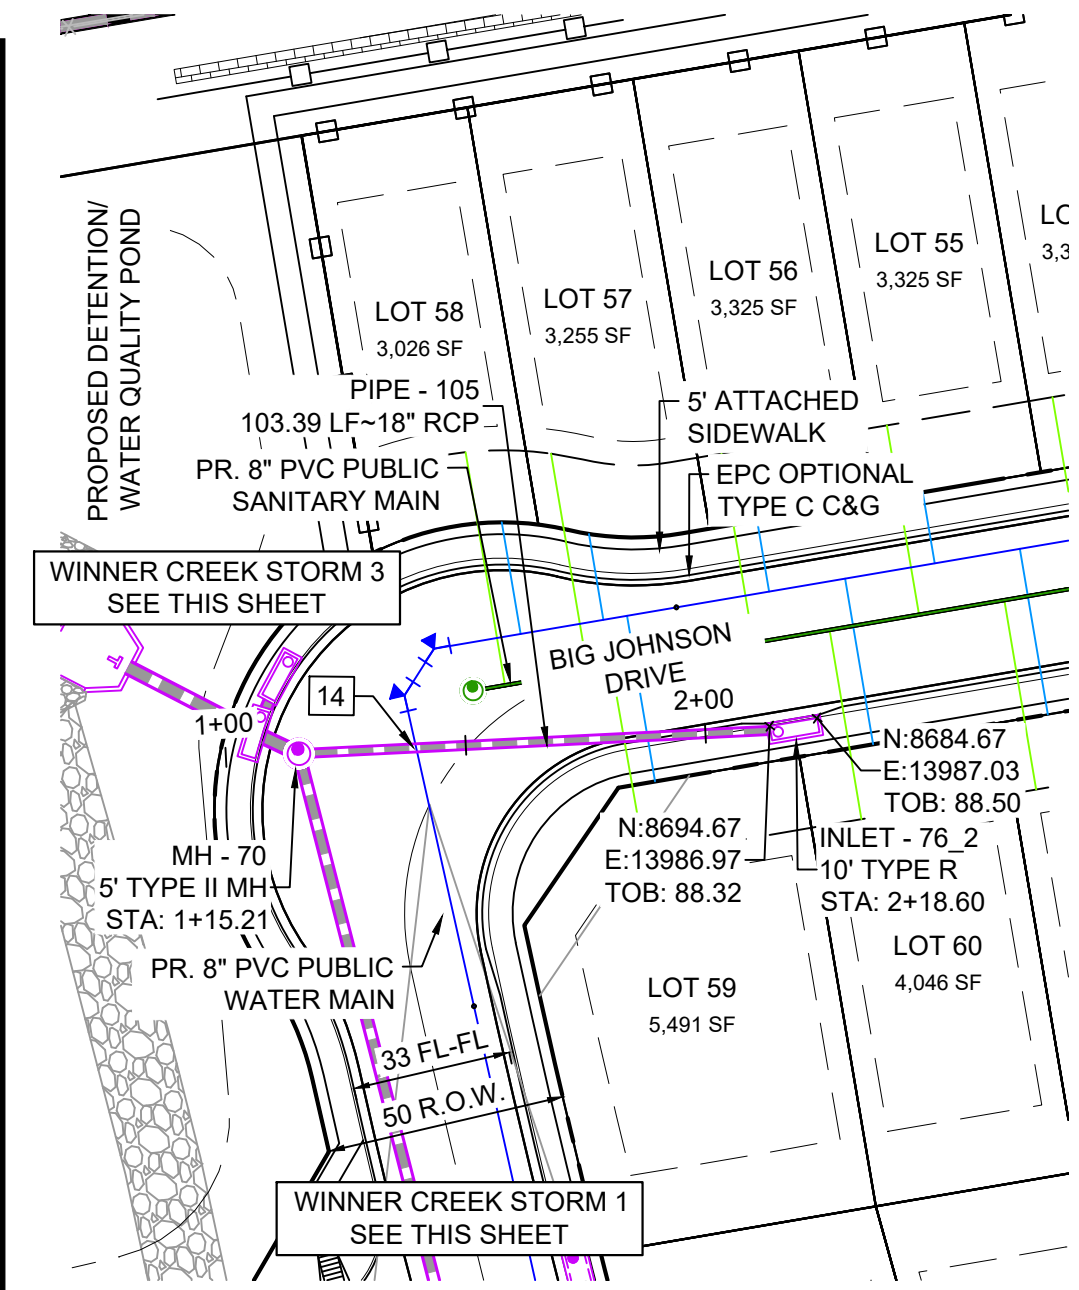 PROPOSED DETENTION/
WATER QUALITY POND
LOT 58
3,026 SF
LOT 57
3,255 SF
LOT 56
3,325 SF
LOT 55
3,325 SF
LO
3,3
PIPE - 105
103.39 LF~18" RCP
PR. 8" PVC PUBLIC
SANITARY MAIN
5' ATTACHED
SIDEWALK
EPC OPTIONAL
TYPE C C&G
WINNER CREEK STORM 3
SEE THIS SHEET
BIG JOHNSON
DRIVE
14
1+00
2+00
N:8684.67
E:13987.03
TOB: 88.50
N:8694.67
E:13986.97
TOB: 88.32
INLET - 76_2
10' TYPE R
STA: 2+18.60
MH - 70
5' TYPE II MH
STA: 1+15.21
PR. 8" PVC PUBLIC
WATER MAIN
LOT 60
4,046 SF
LOT 59
5,491 SF
33 FL-FL
50 R.O.W.
WINNER CREEK STORM 1
SEE THIS SHEET